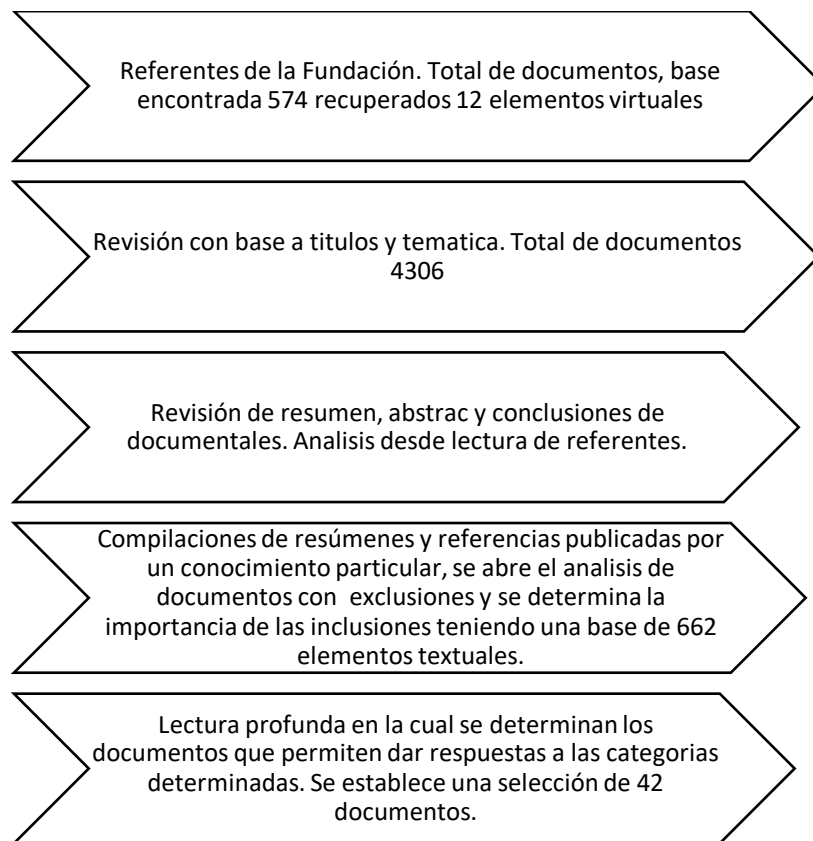 Referentes de la Fundación. Total de documentos, base
encontrada 574 recuperados 12 elementos virtuales
Revisión con base a titulos y tematica. Total de documentos
4306
Revisión de resumen, abstrac y conclusiones de
documentales. Analisis desde lectura de referentes.
Compilaciones de resúmenes y referencias publicadas por
un conocimiento particular, se abre el analisis de
documentos con exclusiones y se determina la
importancia de las inclusiones teniendo una base de 662
elementos textuales.
Lectura profunda en la cual se determinan los
documentos que permiten dar respuestas a las categorias
determinadas. Se establece una selección de 42
documentos.